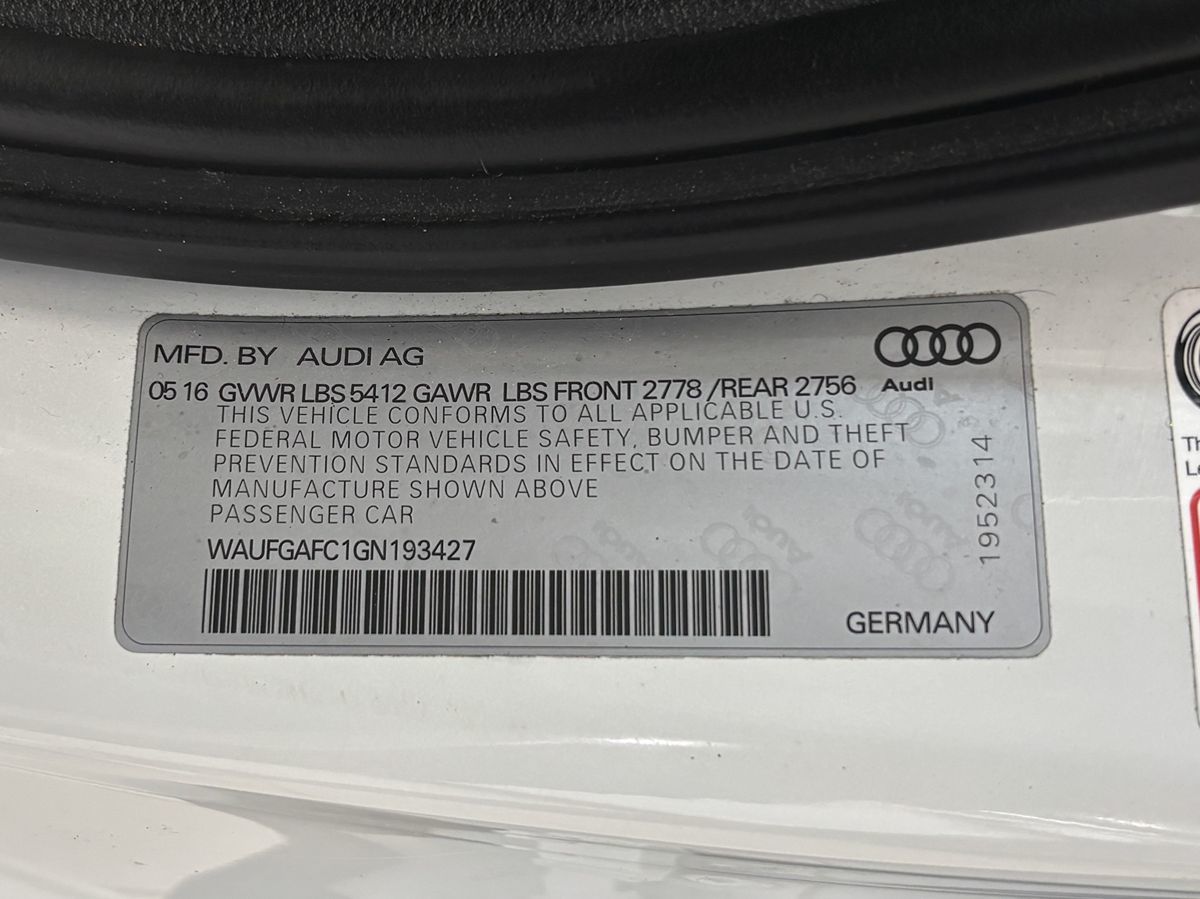 MFD. BY AUDI AG
Audi
05 16 GVWR LBS 5412 GAWR LBS FRONT 2778 /REAR 2756
THIS VEHICLE CONFORMS TO ALL APPLICABLE U.S.
FEDERAL MOTOR VEHICLE SAFETY, BUMPER AND THEFT
PREVENTION STANDARDS IN EFFECT ON THE DATE OF
MANUFACTURE SHOWN ABOVE
PASSENGER CAR
WAUFGAFC1GN193427
1952314
GERMANY